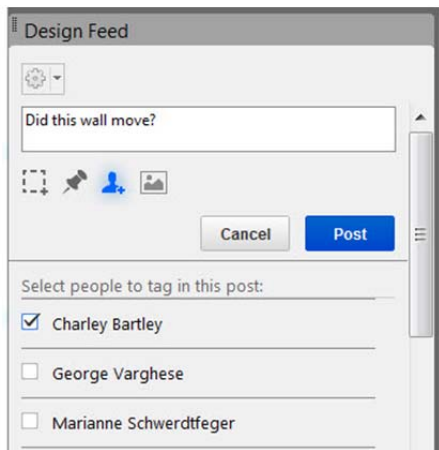 Design Feed
Did this wall move?
Cancel Post
Select people to tag in this post:
Charley Bartley
George Varghese
Marianne Schwerdtfeger